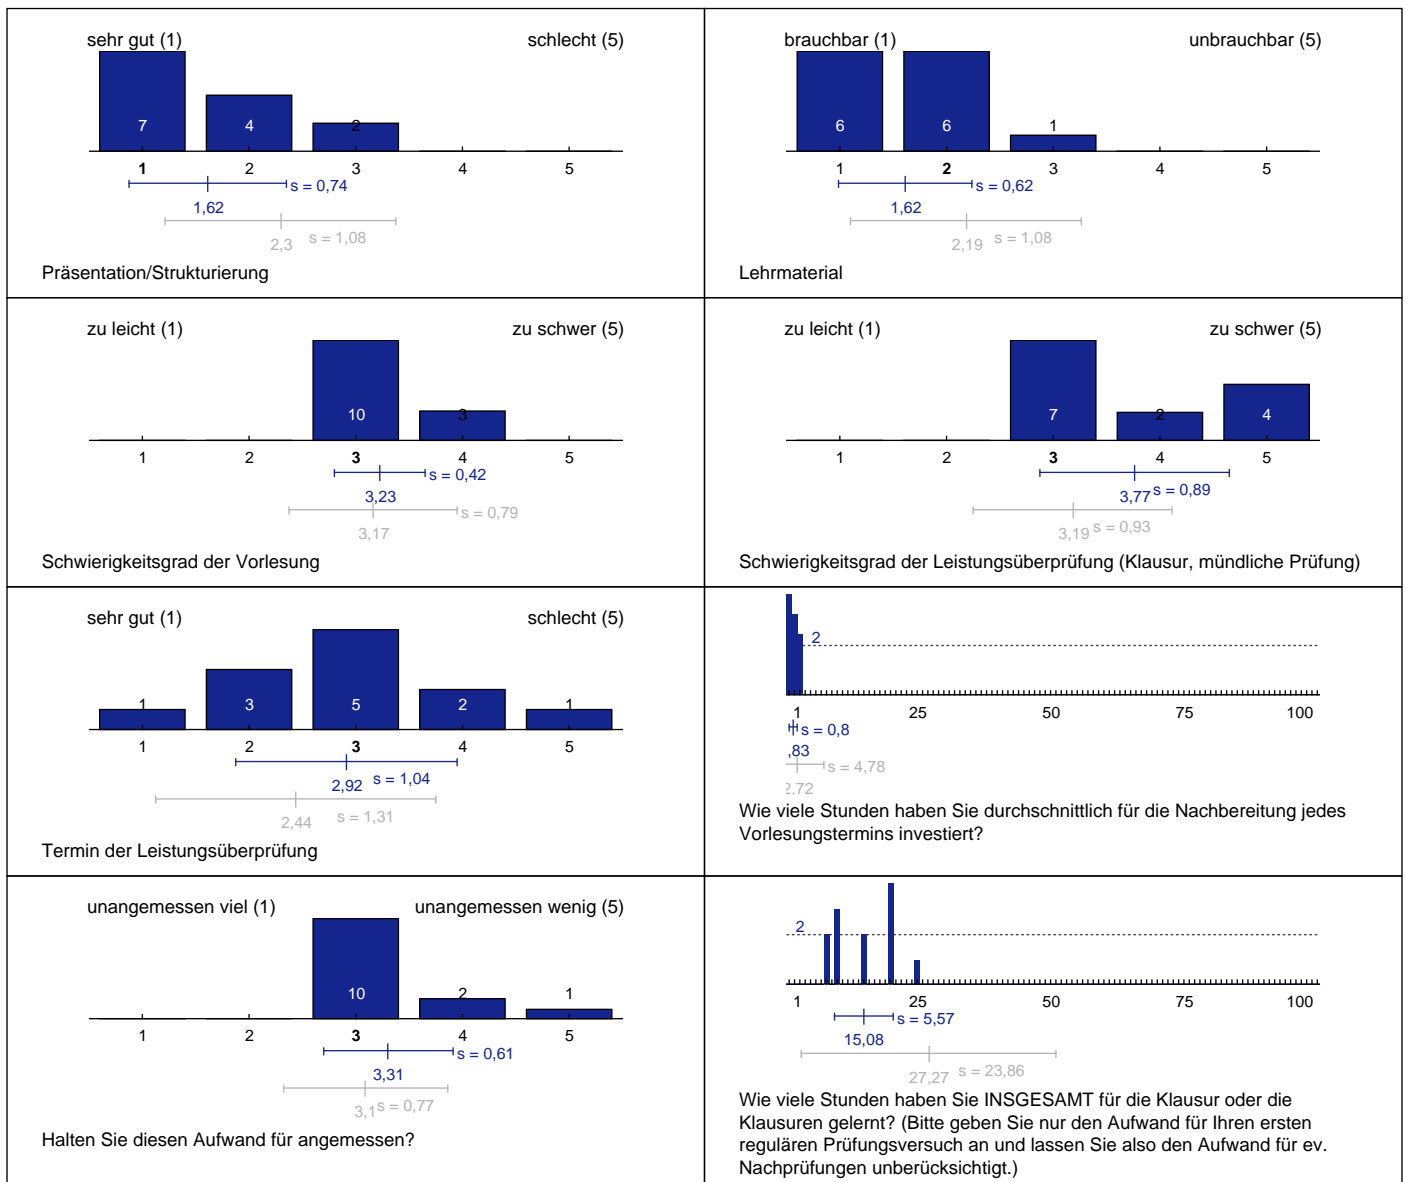 sehr gut (1) schlecht (5)
7 4 2
1 2 3 4 5
s = 0,74
1,62
2,3 s = 1,08
Präsentation/Strukturierung
brauchbar (1) unbrauchbar (5)
6 6 1
1 2 3 4 5
s = 0,62
1,62
2,19 s = 1,08
Lehrmaterial
zu leicht (1) zu schwer (5)
10 3
1 2 3 4 5
s = 0,42
3,23
s = 0,79
3,17
Schwierigkeitsgrad der Vorlesung
zu leicht (1) zu schwer (5)
7 2 4
1 2 3 4 5
3,77 s = 0,89
3,19 s = 0,93
Schwierigkeitsgrad der Leistungsüberprüfung (Klausur, mündliche Prüfung)
sehr gut (1) schlecht (5)
1 3 5 2 1
1 2 3 4 5
2,92 s = 1,04
2,44 s = 1,31
Termin der Leistungsüberprüfung
2
1 25 50 75 100
s = 0,8
,83
s = 4,78
2,72
Wie viele Stunden haben Sie durchschnittlich für die Nachbereitung jedes
Vorlesungstermins investiert?
unangemessen viel (1) unangemessen wenig (5)
10 2 1
1 2 3 4 5
s = 0,61
3,31
3,1 s = 0,77
Halten Sie diesen Aufwand für angemessen?
2
1 25 50 75 100
s = 5,57
15,08
27,27 s = 23,86
Wie viele Stunden haben Sie INSGESAMT für die Klausur oder die
Klausuren gelernt? (Bitte geben Sie nur den Aufwand für Ihren ersten
regulären Prüfungsversuch an und lassen Sie also den Aufwand für ev.
Nachprüfungen unberücksichtigt.)